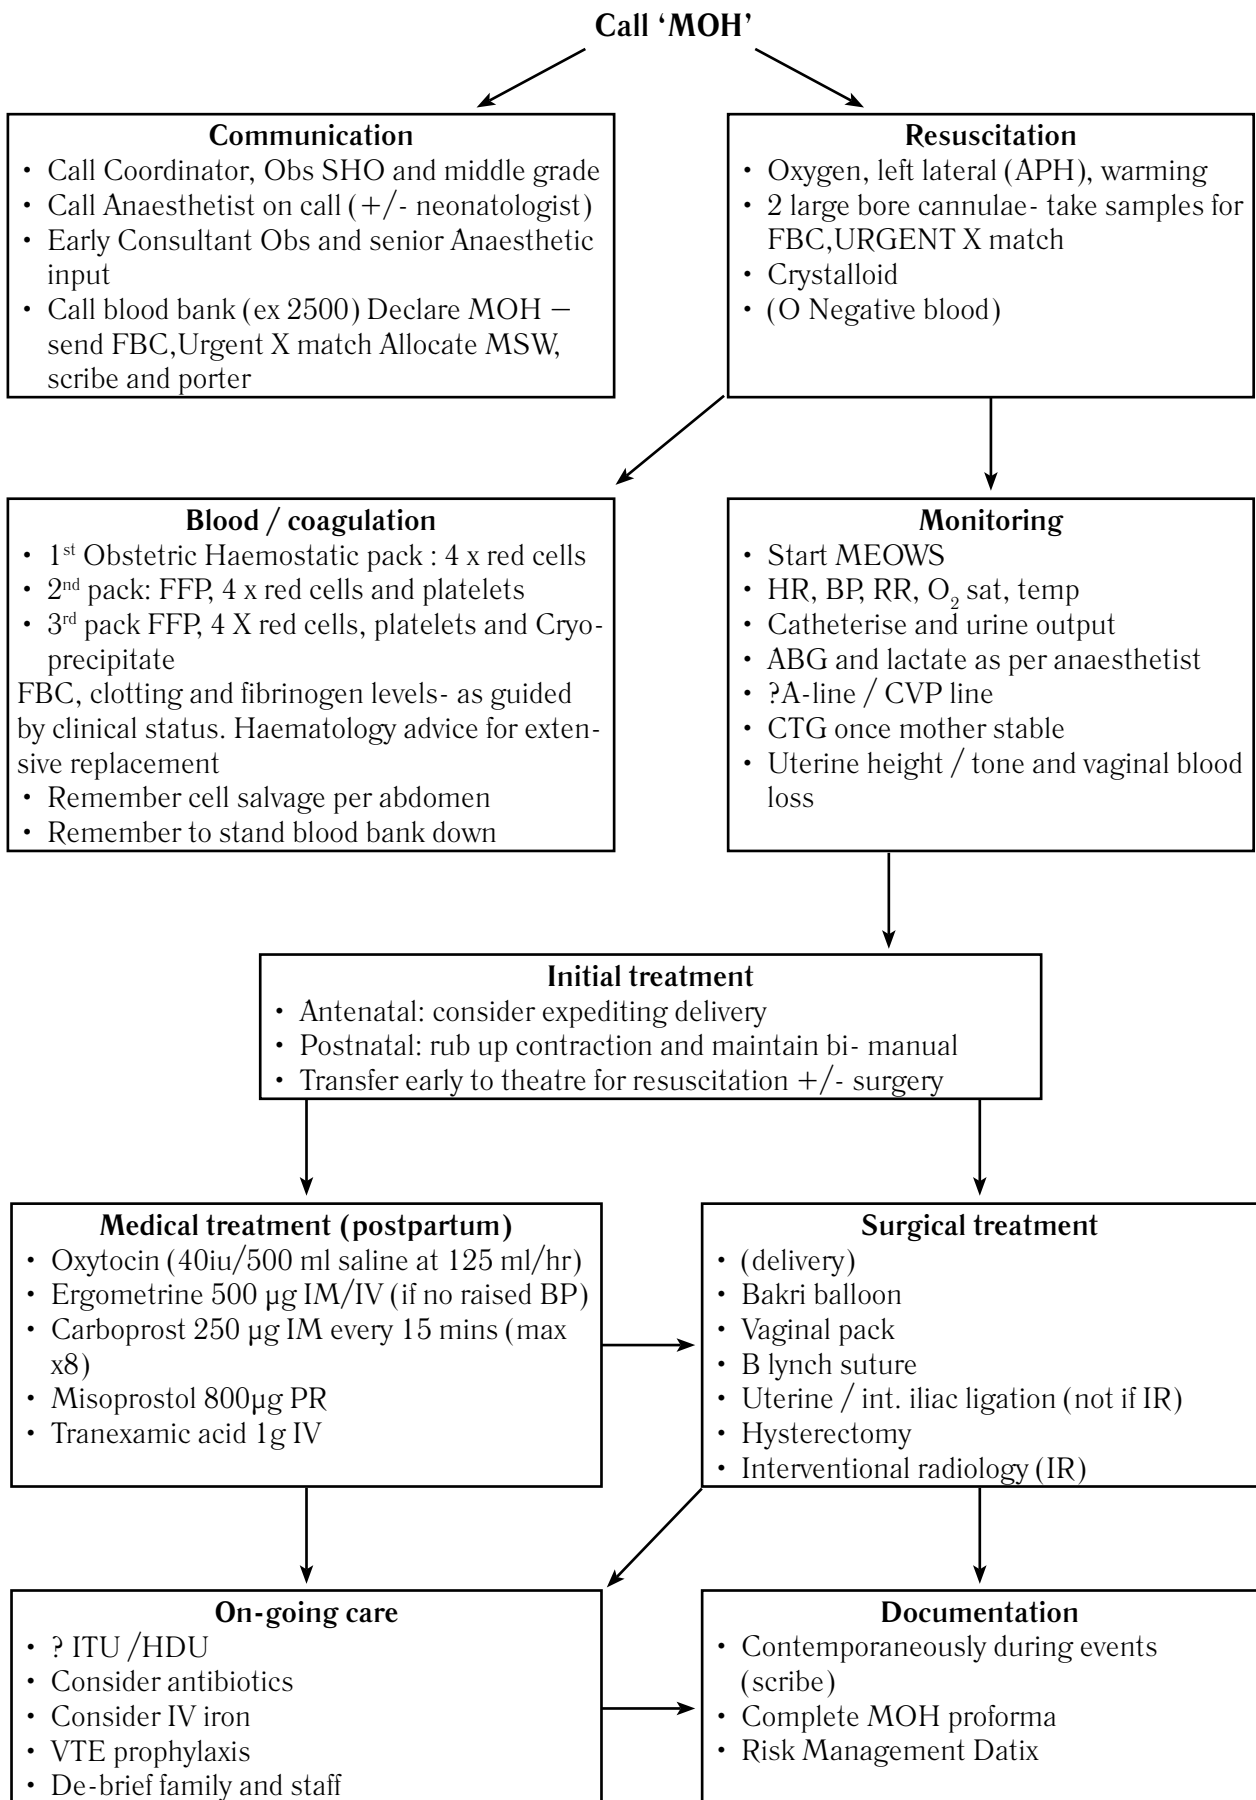 Call ‘MOH’
Communication
• Call Coordinator, Obs SHO and middle grade
• Call Anaesthetist on call (+/- neonatologist)
• Early Consultant Obs and senior Anaesthetic
input
• Call blood bank (ex 2500) Declare MOH –
send FBC,Urgent X match Allocate MSW,
scribe and porter
Resuscitation
• Oxygen, left lateral (APH), warming
• 2 large bore cannulae- take samples for
FBC,URGENT X match
• Crystalloid
• (O Negative blood)
Blood / coagulation
• 1st Obstetric Haemostatic pack : 4 x red cells
• 2nd pack: FFP, 4 x red cells and platelets
• 3rd pack FFP, 4 X red cells, platelets and Cryo-
precipitate
FBC, clotting and fibrinogen levels- as guided
by clinical status. Haematology advice for exten-
sive replacement
• Remember cell salvage per abdomen
• Remember to stand blood bank down
Monitoring
• Start MEOWS
• HR, BP, RR, O2 sat, temp
• Catheterise and urine output
• ABG and lactate as per anaesthetist
• ?A-line / CVP line
• CTG once mother stable
• Uterine height / tone and vaginal blood
loss
Initial treatment
• Antenatal: consider expediting delivery
• Postnatal: rub up contraction and maintain bi- manual
• Transfer early to theatre for resuscitation +/- surgery
Medical treatment (postpartum)
• Oxytocin (40iu/500 ml saline at 125 ml/hr)
• Ergometrine 500 µg IM/IV (if no raised BP)
• Carboprost 250 µg IM every 15 mins (max
x8)
• Misoprostol 800µg PR
• Tranexamic acid 1g IV
Surgical treatment
• (delivery)
• Bakri balloon
• Vaginal pack
• B lynch suture
• Uterine / int. iliac ligation (not if IR)
• Hysterectomy
• Interventional radiology (IR)
On-going care
• ? ITU /HDU
• Consider antibiotics
• Consider IV iron
• VTE prophylaxis
• De-brief family and staff
Documentation
• Contemporaneously during events
(scribe)
• Complete MOH proforma
• Risk Management Datix